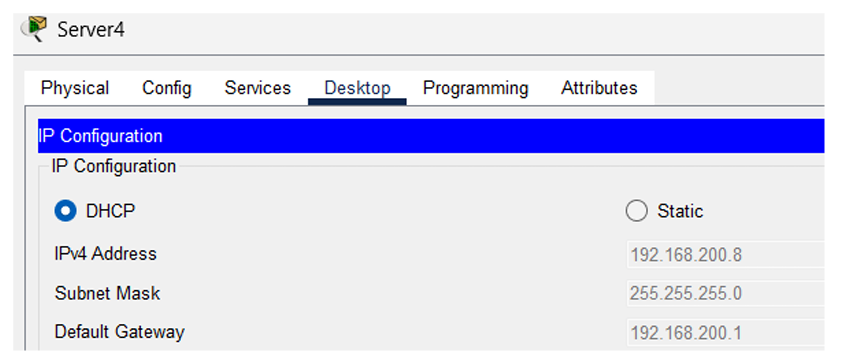 Server4
Physical Config Services Desktop Programming Attributes
IP Configuration
IP Configuration
DHCP Static
IPv4 Address 192.168.200.8
Subnet Mask 255.255.255.0
Default Gateway 192.168.200.1